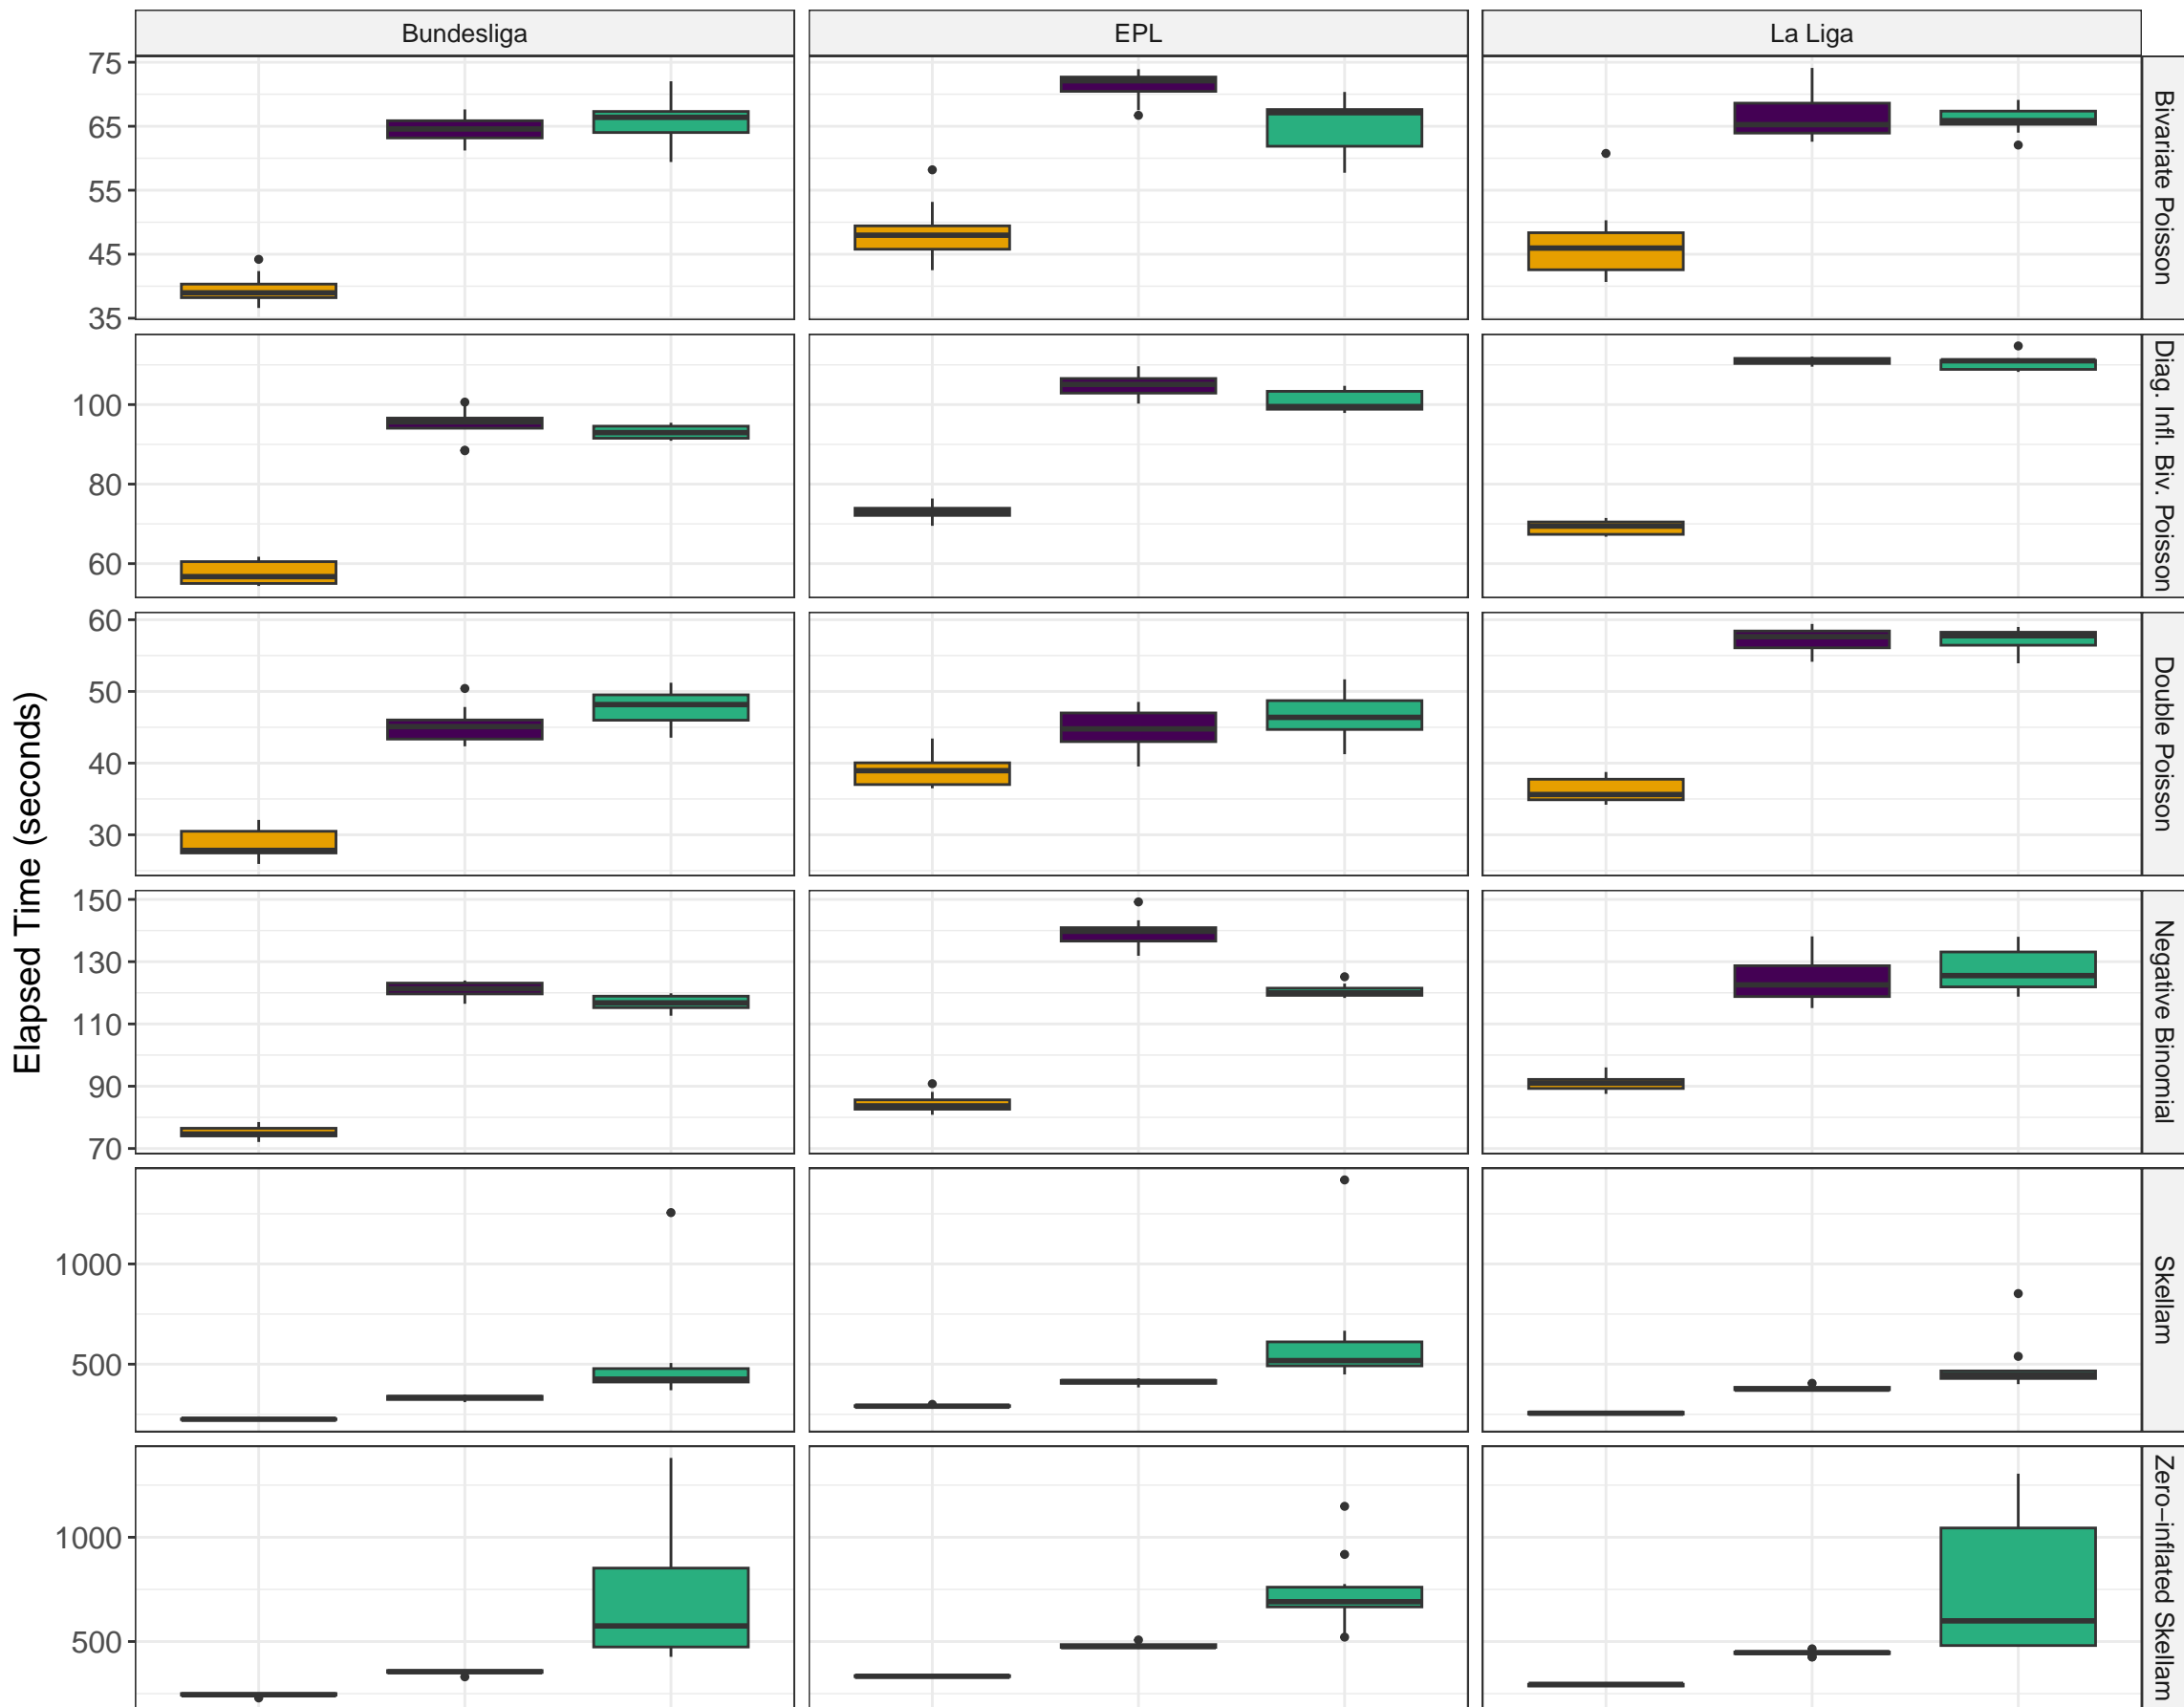 Bundesliga
EPL
La Liga
75
65
55
45
35
Bivariate Poisson
100
80
60
Diag. Infl. Biv. Poisson
60
50
40
30
Double Poisson
150
130
110
90
70
Negative Binomial
1000
500
Skellam
1000
500
Zero−inflated Skellam
Elapsed Time (seconds)